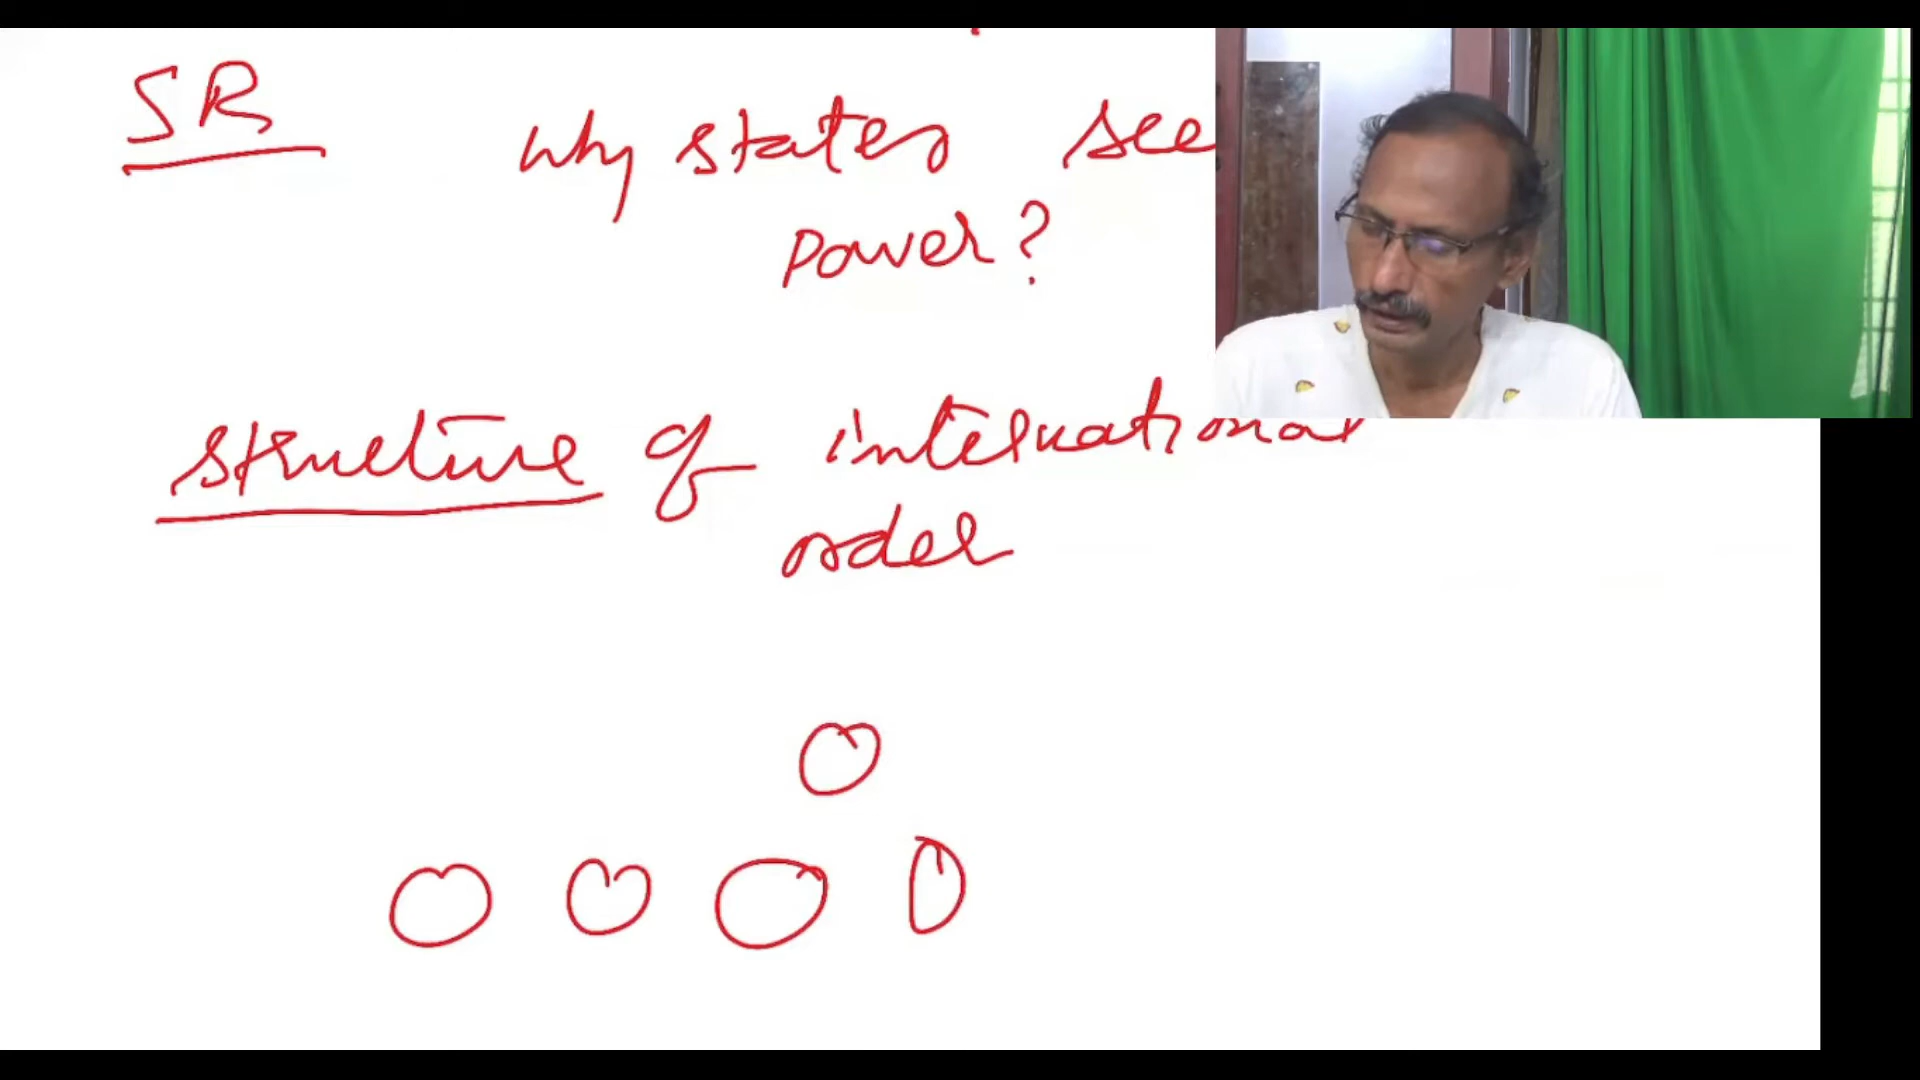 SR
why states see
power?
structure of international
order